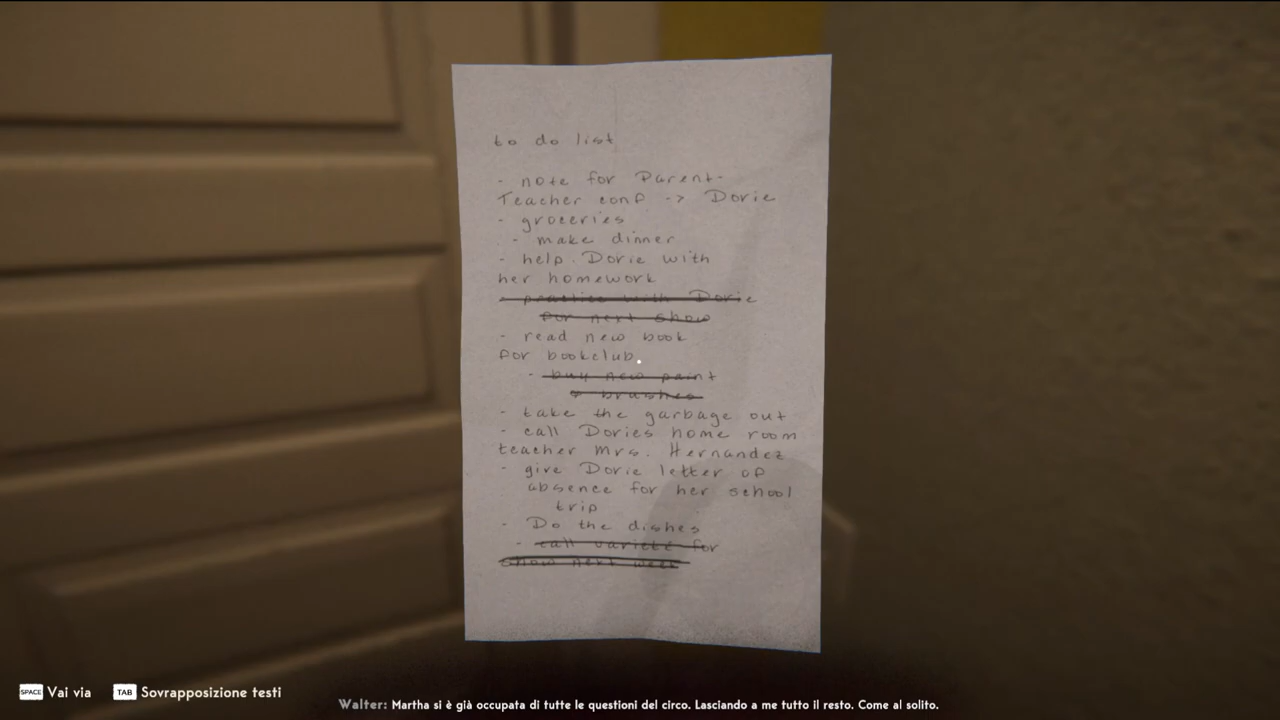 to do list
- note for Parent-
Teacher conf -> Dorie
- groceries
- make dinner
- help Dorie with
her homework
- practice with Dorie
for next show
- read new book
for bookclub.
- buy new paint
& brushes
- take the garbage out
- call Dories home room
teacher Mrs. Hernandez
- give Dorie letter of
absence for her school
trip
- Do the dishes
- call varieté for
show next week
SPACE Vai via TAB Sovrapposizione testi
Walter: Martha si è già occupata di tutte le questioni del circo. Lasciando a me tutto il resto. Come al solito.